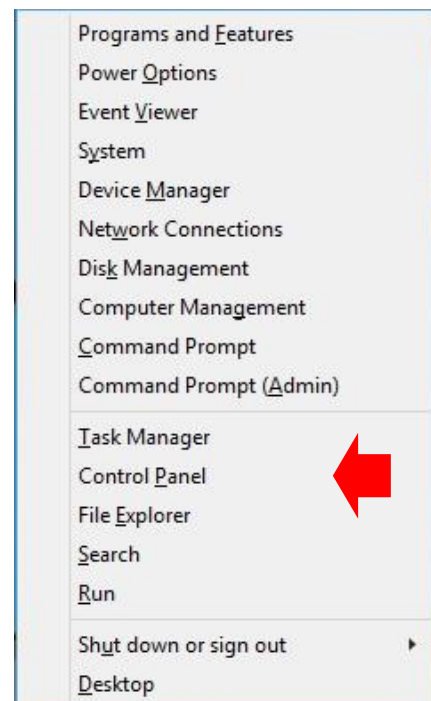 Programs and Features
Power Options
Event Viewer
System
Device Manager
Network Connections
Disk Management
Computer Management
Command Prompt
Command Prompt (Admin)
Task Manager
Control Panel
File Explorer
Search
Run
Shut down or sign out
Desktop